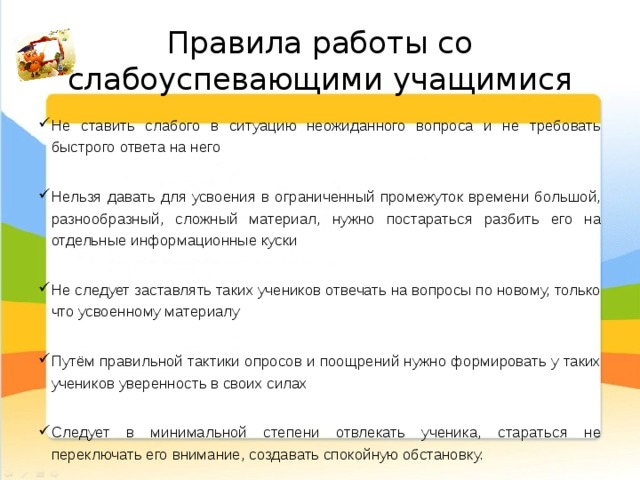 Правила работы со
слабоуспевающими учащимися
Не ставить слабого в ситуацию неожиданного вопроса и не требовать
быстрого ответа на него
Нельзя давать для усвоения в ограниченный промежуток времени большой,
разнообразный, сложный материал, нужно постараться разбить его на
отдельные информационные куски
Не следует заставлять таких учеников отвечать на вопросы по новому, только
что усвоенному материалу
Путём правильной тактики опросов и поощрений нужно формировать у таких
учеников уверенность в своих силах
Следует в минимальной степени отвлекать ученика, стараться не
переключать его внимание, создавать спокойную обстановку.